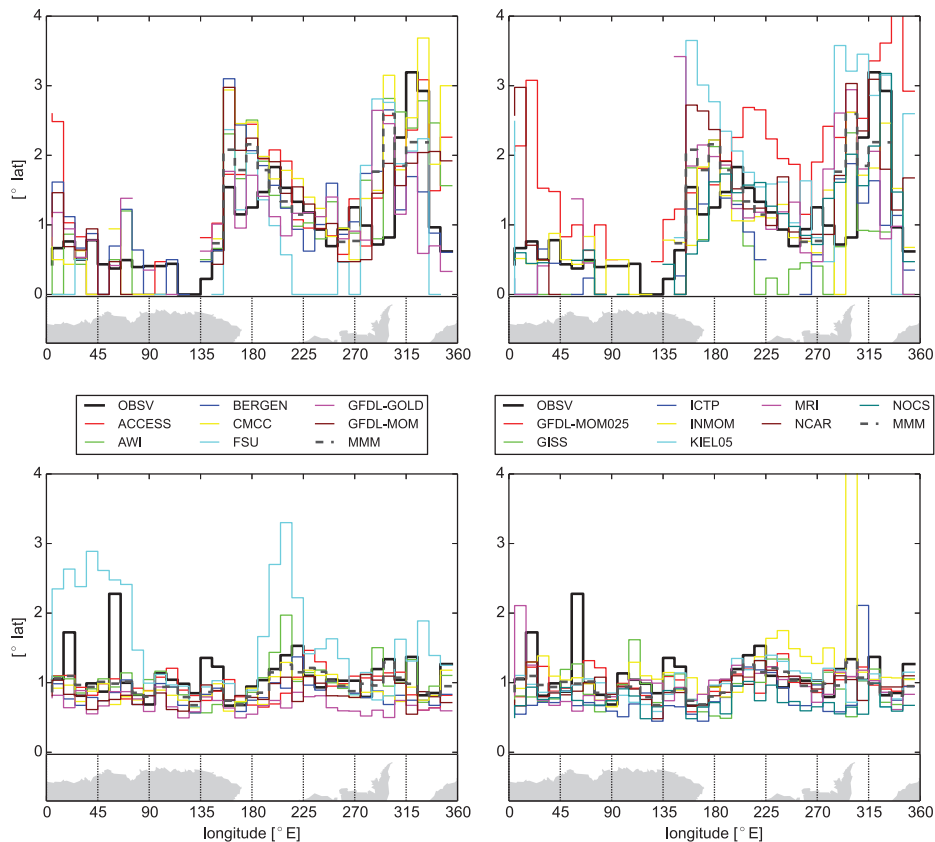 4
3
2
1
0
[° lat]
0 45 90 135 180 225 270 315 360
4
3
2
1
0
0 45 90 135 180 225 270 315 360
OBSV BERGEN GFDL-GOLD
ACCESS CMCC GFDL-MOM
AWI FSU MMM
OBSV ICTP MRI NOCS
GFDL-MOM025 INMOM NCAR MMM
GISS KIEL05
4
3
2
1
0
[° lat]
0 45 90 135 180 225 270 315 360
longitude [°E]
4
3
2
1
0
0 45 90 135 180 225 270 315 360
longitude [°E]